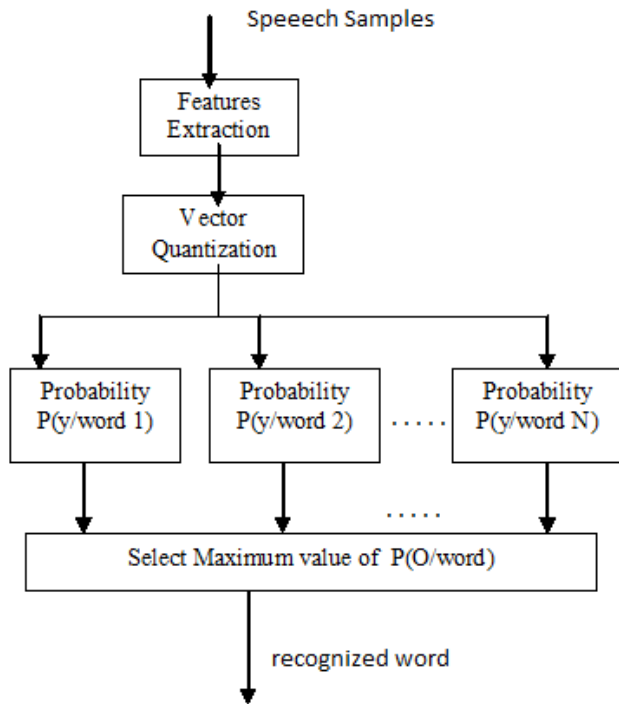 Speeech Samples
Features
Extraction
Vector
Quantization
Probability
P(y/word 1)
Probability
P(y/word 2)
. . . . .
Probability
P(y/word N)
. . . . .
Select Maximum value of P(O/word)
recognized word